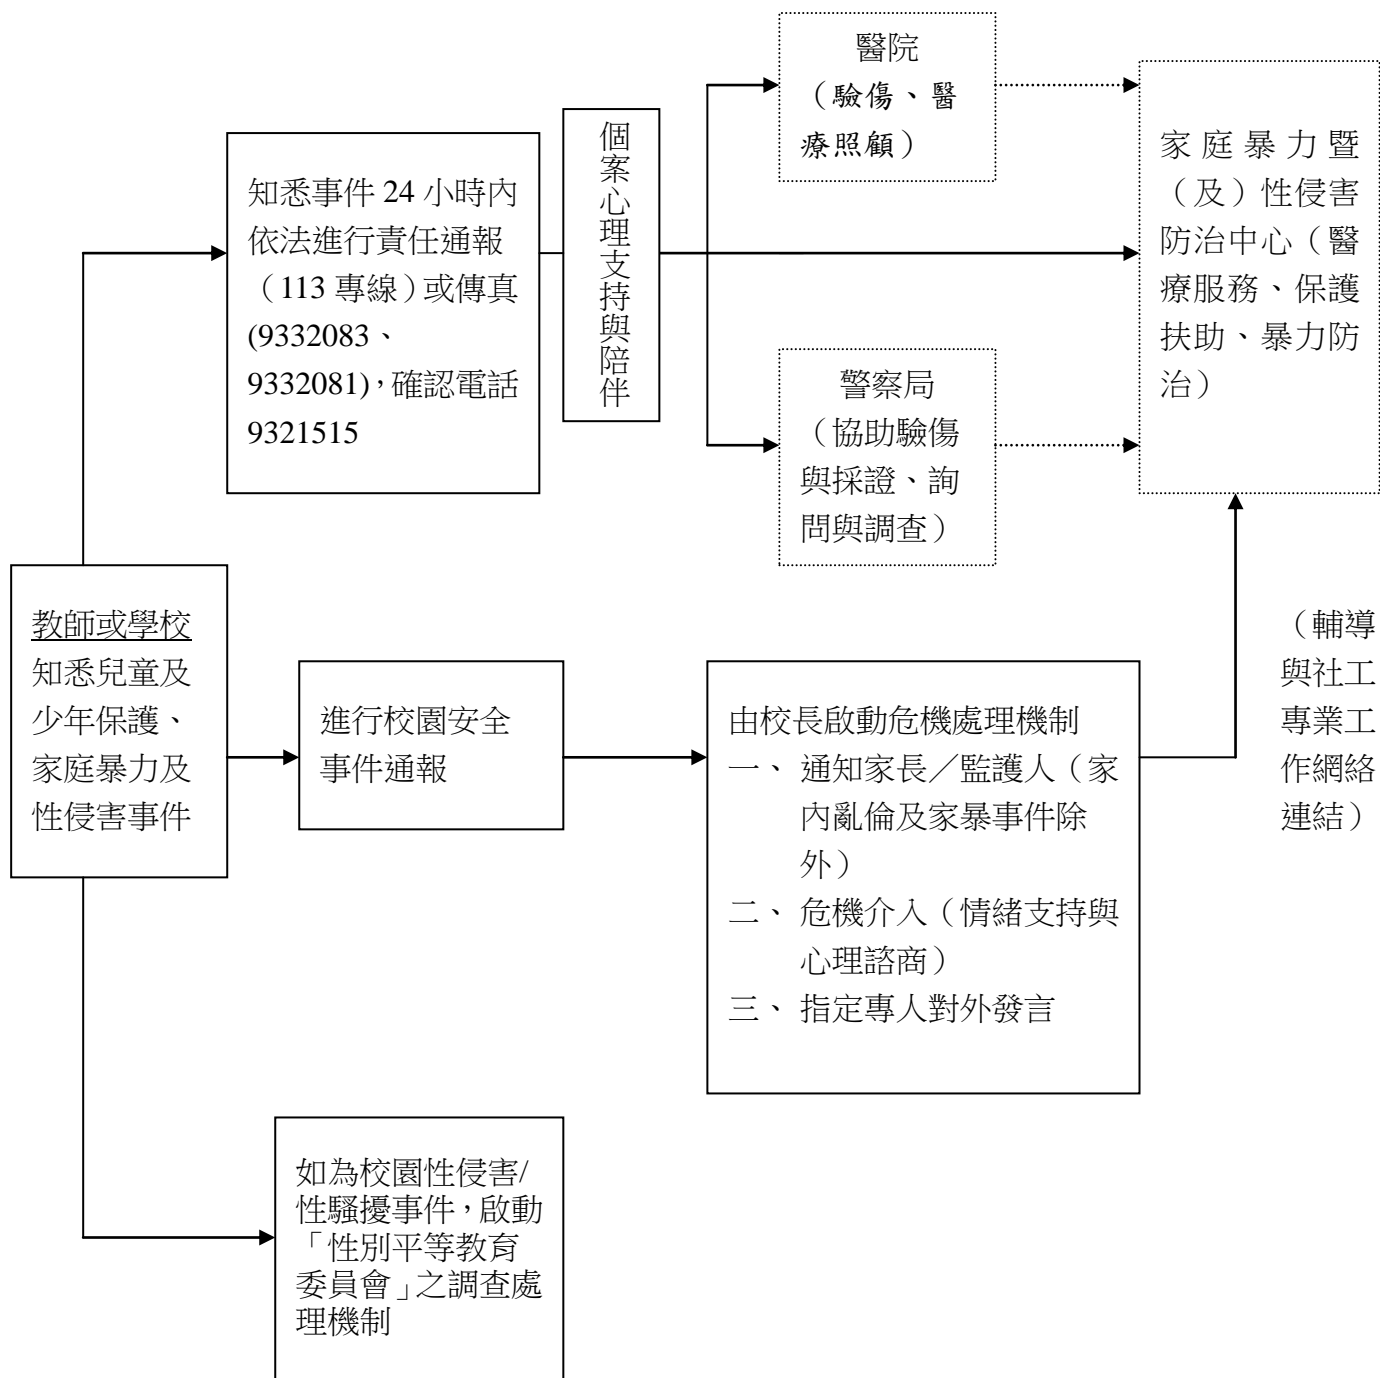 醫院
（驗傷、醫
療照顧）
個案心理支持與陪伴
家庭暴力暨
（及）性侵害
防治中心（醫
療服務、保護
扶助、暴力防
治）
知悉事件 24 小時內
依法進行責任通報
（113 專線）或傳真
(9332083、
9332081)，確認電話
9321515
警察局
（協助驗傷
與採證、詢
問與調查）
教師或學校
知悉兒童及
少年保護、
家庭暴力及
性侵害事件
進行校園安全
事件通報
由校長啟動危機處理機制
一、 通知家長／監護人（家
內亂倫及家暴事件除
外）
二、 危機介入（情緒支持與
心理諮商）
三、 指定專人對外發言
（輔導
與社工
專業工
作網絡
連結）
如為校園性侵害/
性騷擾事件，啟動
「性別平等教育
委員會」之調查處
理機制